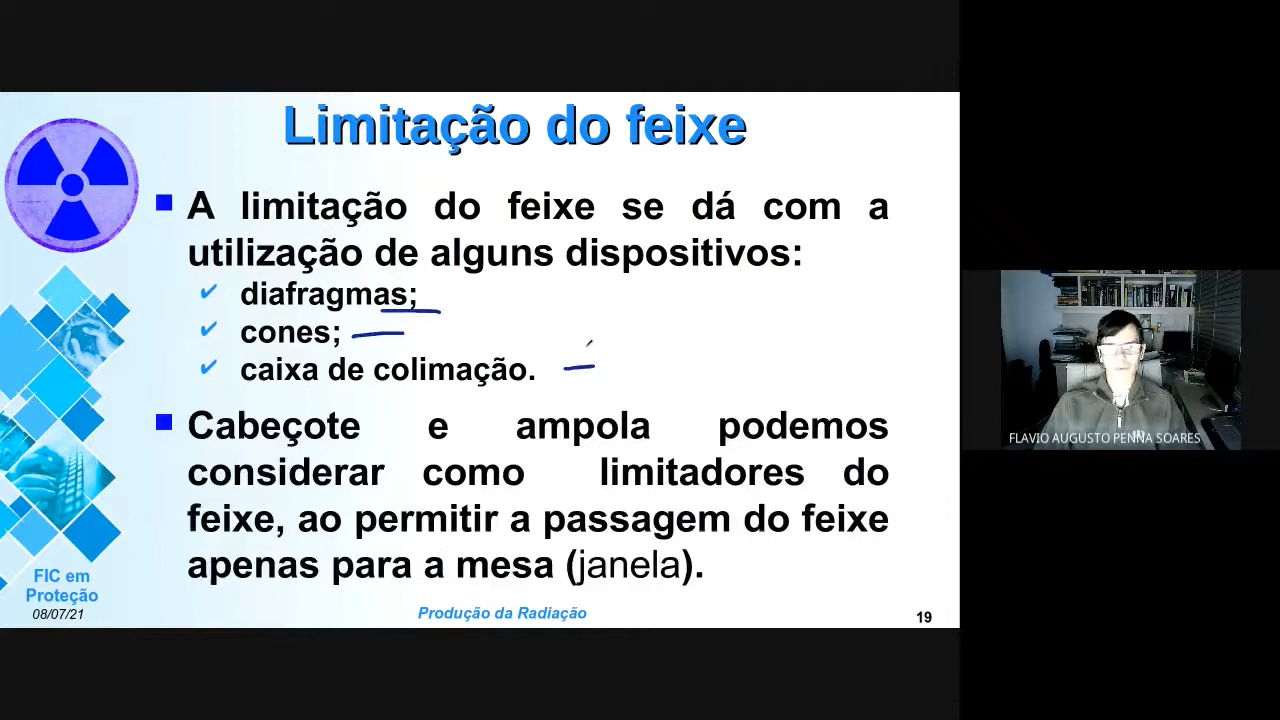 Limitação do feixe
A limitação do feixe se dá com a
utilização de alguns dispositivos:
diafragmas;
cones;
caixa de colimação.
Cabeçote e ampola podemos
considerar como limitadores do
feixe, ao permitir a passagem do feixe
apenas para a mesa (janela).
FIC em
Proteção
08/07/21
Produção da Radiação
19
FLAVIO AUGUSTO PENNA SOARES